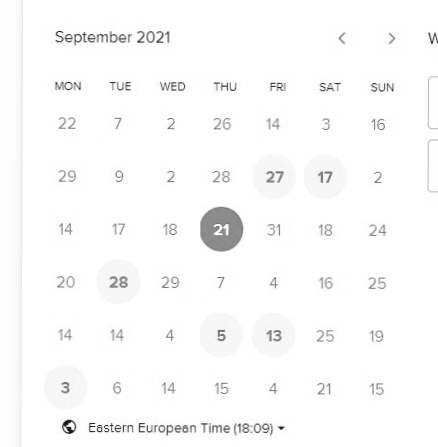 September 2021 < > W
MON TUE WED THU FRI SAT SUN
22 7 2 26 14 3 16
29 9 2 28 27 17 2
14 17 18 21 31 18 24
20 28 29 7 4 16 25
14 14 4 5 13 25 19
3 6 14 15 4 21 15
Eastern European Time (18:09)